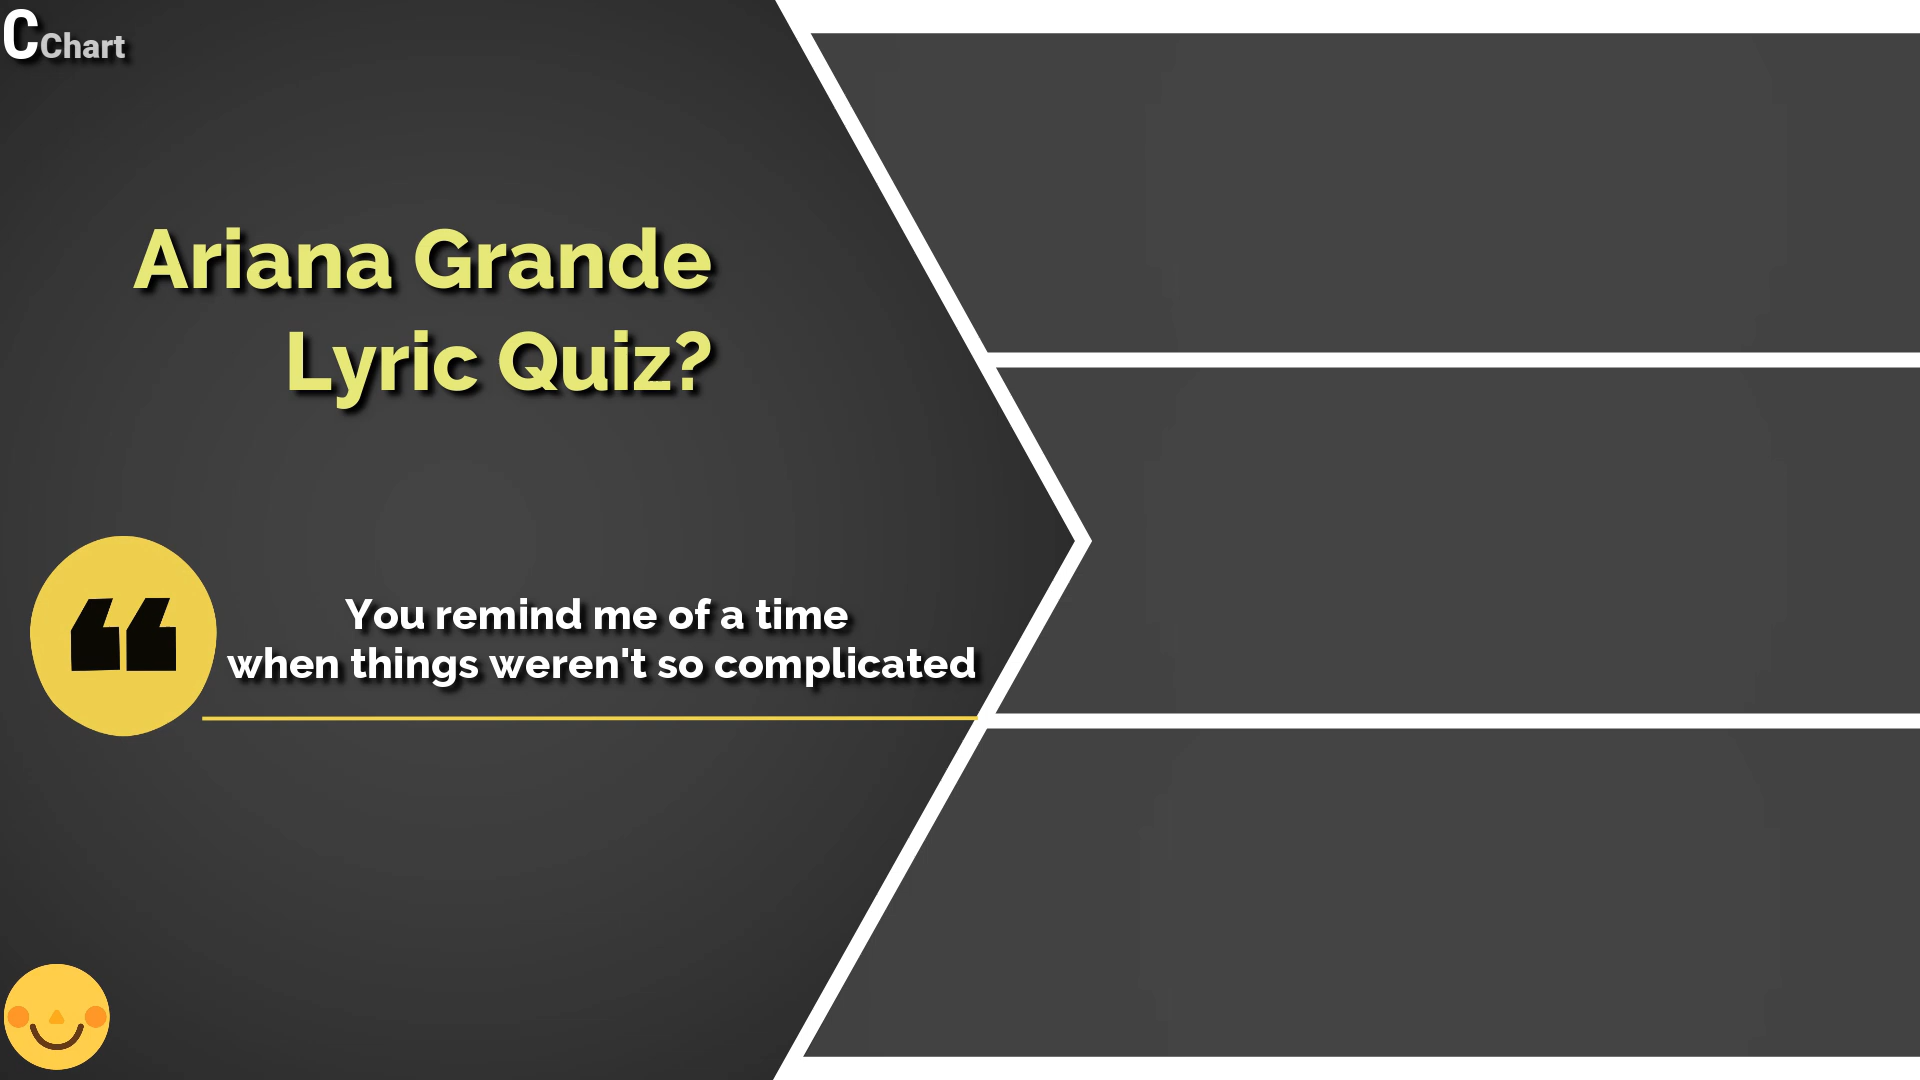 CChart
Ariana Grande
Lyric Quiz?
❝
You remind me of a time
when things weren't so complicated